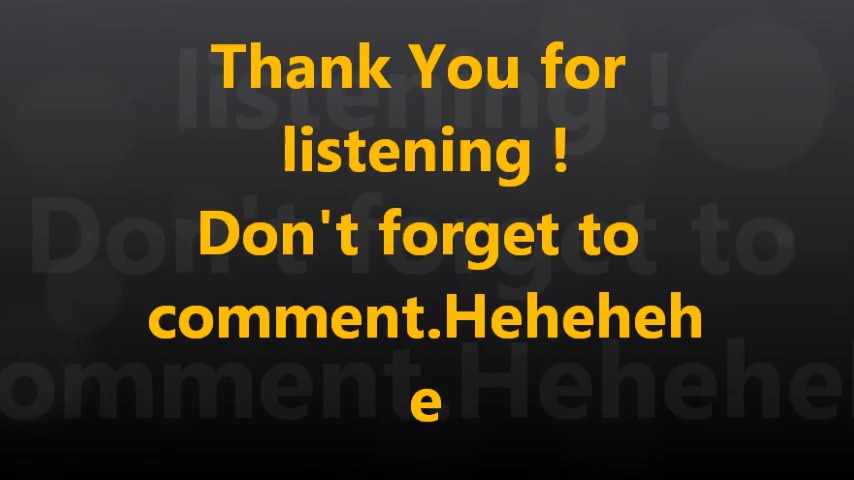 Thank You for
listening !
Don't forget to
comment.Heheheh
e